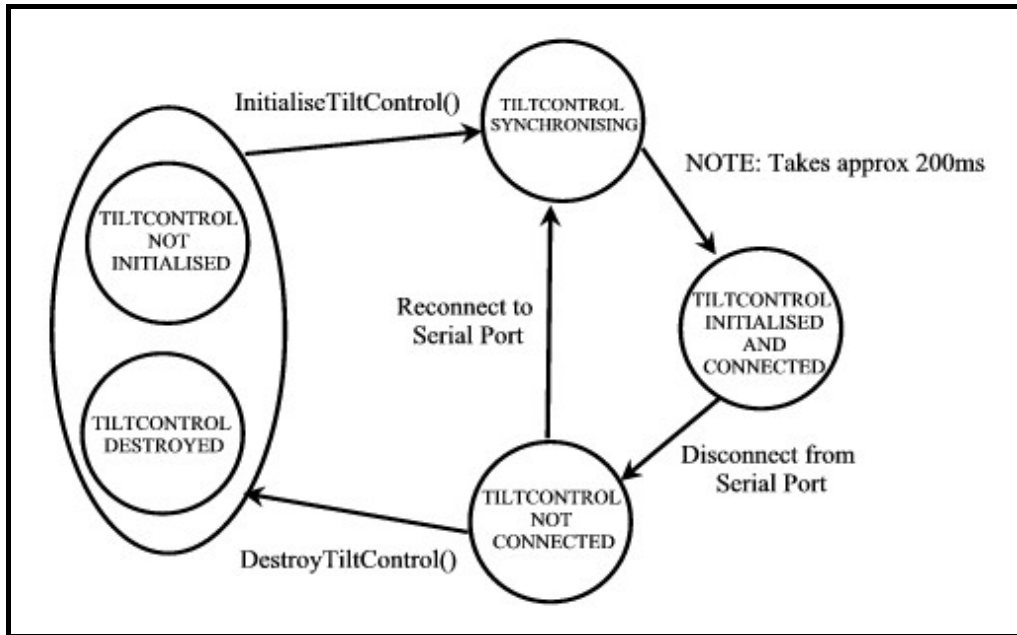 InitialiseTiltControl()
TILTCONTROL
SYNCHRONISING
NOTE: Takes approx 200ms
TILTCONTROL
NOT
INITIALISED
TILTCONTROL
INITIALISED
AND
CONNECTED
Reconnect to
Serial Port
TILTCONTROL
DESTROYED
Disconnect from
Serial Port
TILTCONTROL
NOT
CONNECTED
DestroyTiltControl()